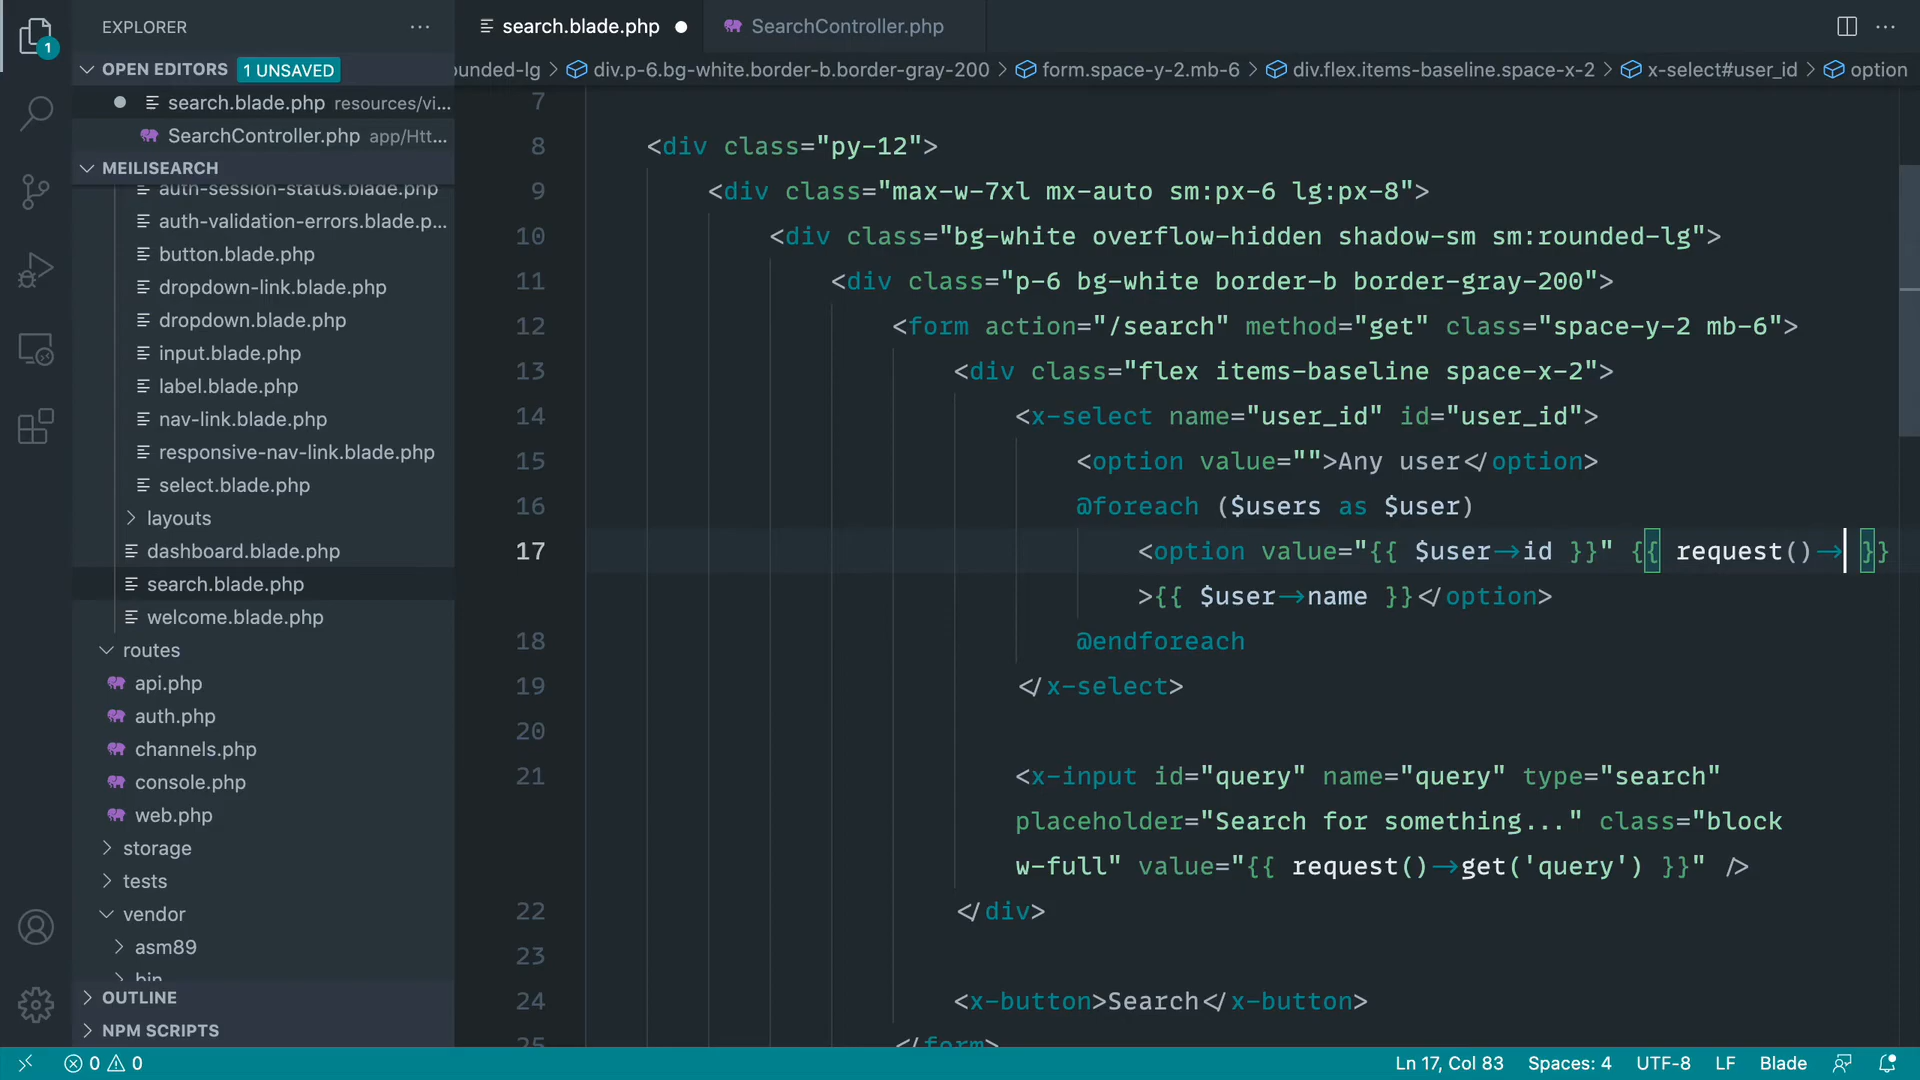 EXPLORER
search.blade.php
SearchController.php
1
OPEN EDITORS
1 UNSAVED
ounded-lg
div.p-6.bg-white.border-b.border-gray-200
form.space-y-2.mb-6
div.flex.items-baseline.space-x-2
x-select#user_id
option
search.blade.php resources/vi...
SearchController.php app/Htt...
MEILISEARCH
auth-session-status.blade.php
auth-validation-errors.blade.p...
button.blade.php
dropdown-link.blade.php
dropdown.blade.php
input.blade.php
label.blade.php
nav-link.blade.php
responsive-nav-link.blade.php
select.blade.php
layouts
dashboard.blade.php
search.blade.php
welcome.blade.php
routes
api.php
auth.php
channels.php
console.php
web.php
storage
tests
vendor
asm89
bin
OUTLINE
NPM SCRIPTS
7
8 <div class="py-12">
9 <div class="max-w-7xl mx-auto sm:px-6 lg:px-8">
10 <div class="bg-white overflow-hidden shadow-sm sm:rounded-lg">
11 <div class="p-6 bg-white border-b border-gray-200">
12 <form action="/search" method="get" class="space-y-2 mb-6">
13 <div class="flex items-baseline space-x-2">
14 <x-select name="user_id" id="user_id">
15 <option value="">Any user</option>
16 @foreach ($users as $user)
17 <option value="{{ $user->id }}" {{ request()-> }}
>{{ $user->name }}</option>
18 @endforeach
19 </x-select>
20
21 <x-input id="query" name="query" type="search"
placeholder="Search for something..." class="block
w-full" value="{{ request()->get('query') }}" />
22 </div>
23
24 <x-button>Search</x-button>
25 </form>
0 0
Ln 17, Col 83
Spaces: 4
UTF-8
LF
Blade